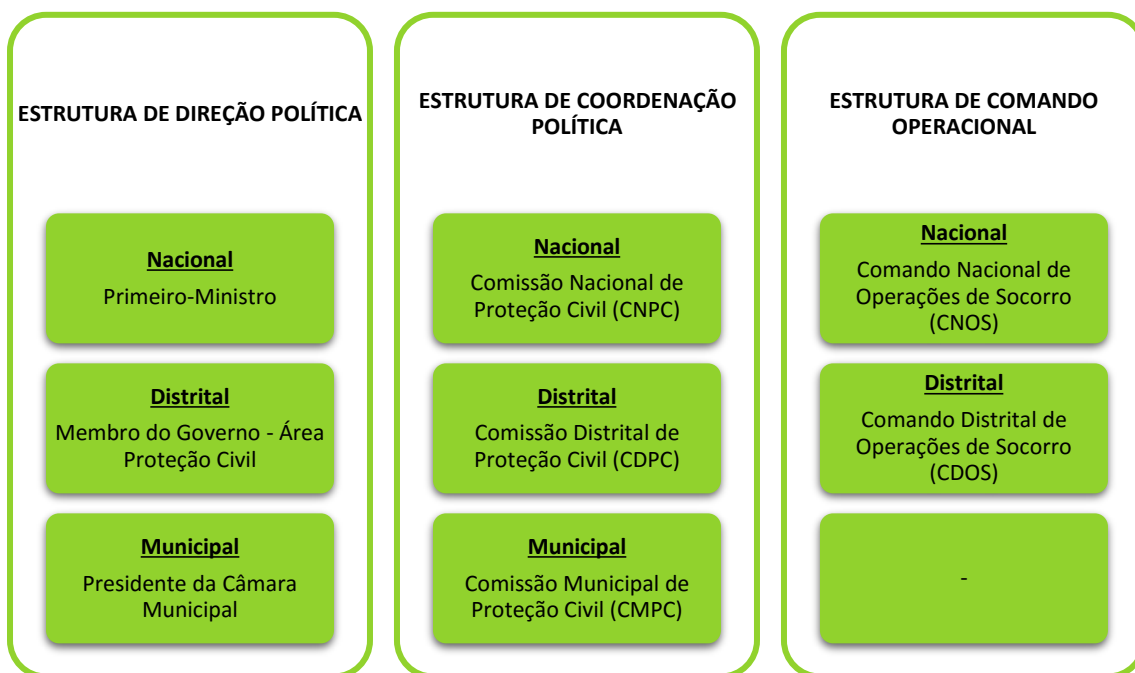 ESTRUTURA DE DIREÇÃO POLÍTICA
Nacional
Primeiro-Ministro
Distrital
Membro do Governo - Área
Proteção Civil
Municipal
Presidente da Câmara
Municipal
ESTRUTURA DE COORDENAÇÃO
POLÍTICA
Nacional
Comissão Nacional de
Proteção Civil (CNPC)
Distrital
Comissão Distrital de
Proteção Civil (CDPC)
Municipal
Comissão Municipal de
Proteção Civil (CMPC)
ESTRUTURA DE COMANDO
OPERACIONAL
Nacional
Comando Nacional de
Operações de Socorro
(CNOS)
Distrital
Comando Distrital de
Operações de Socorro
(CDOS)
-